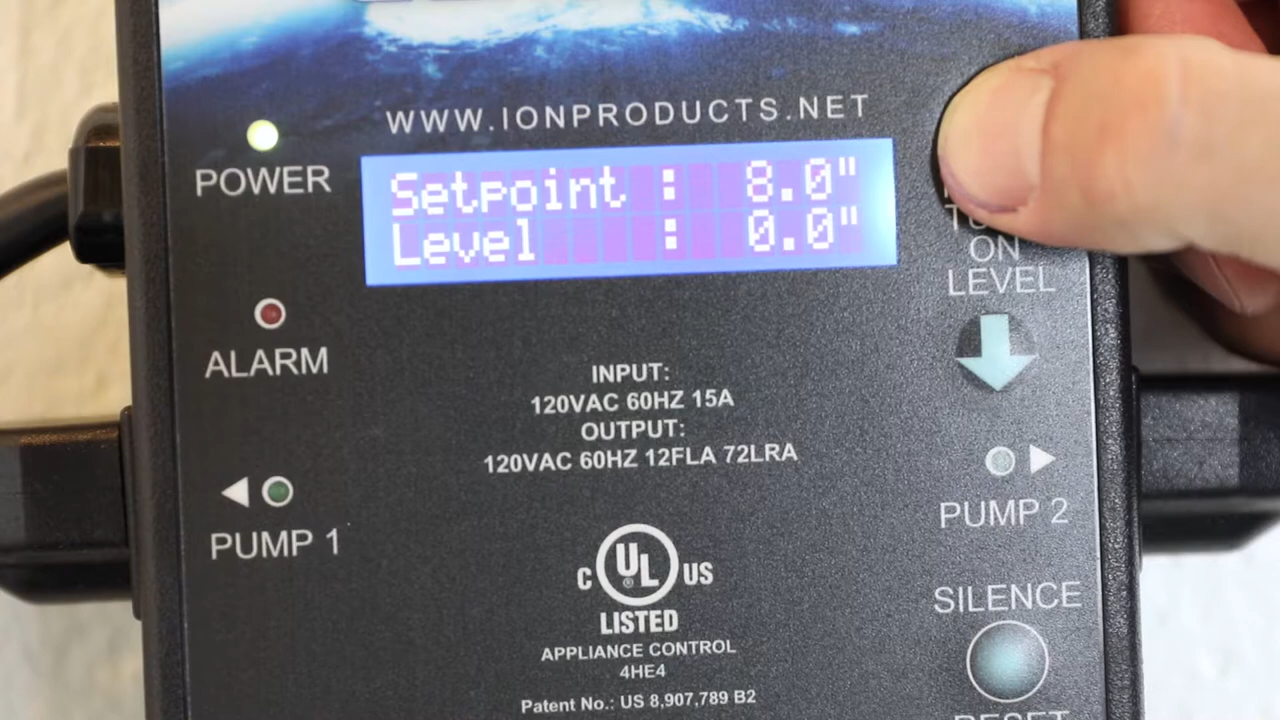 WWW.IONPRODUCTS.NET
POWER
Setpoint : 8.0"
Level : 0.0"
ON
LEVEL
ALARM
INPUT:
120VAC 60HZ 15A
OUTPUT:
120VAC 60HZ 12FLA 72LRA
PUMP 1
PUMP 2
C UL® US
LISTED
SILENCE
APPLIANCE CONTROL
4HE4
Patent No.: US 8,907,789 B2
RESET